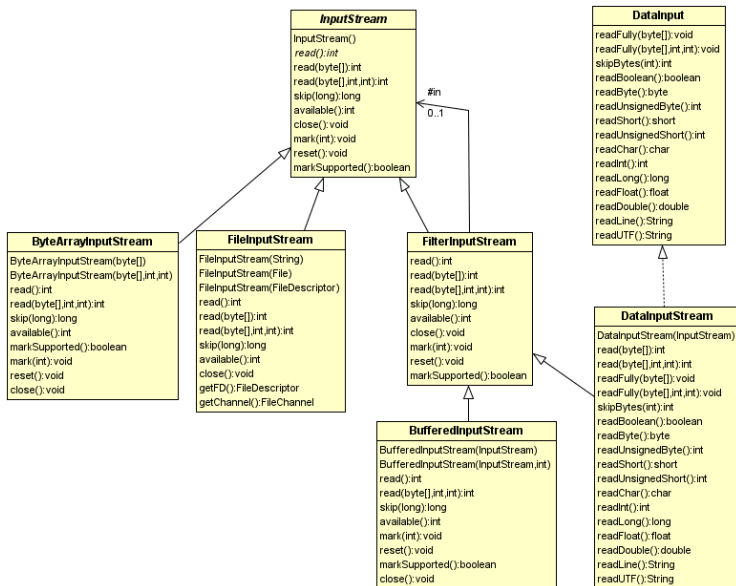 InputStream
InputStream()
read():int
read(byte[]):int
read(byte[],int,int):int
skip(long):long
available():int
close():void
mark(int):void
reset():void
markSupported():boolean
#in
0..1
DataInput
readFully(byte[]):void
readFully(byte[],int,int):void
skipBytes(int):int
readBoolean():boolean
readByte():byte
readUnsignedByte():int
readShort():short
readUnsignedShort():int
readChar():char
readInt():int
readLong():long
readFloat():float
readDouble():double
readLine():String
readUTF():String
ByteArrayInputStream
ByteArrayInputStream(byte[])
ByteArrayInputStream(byte[],int,int)
read():int
read(byte[],int,int):int
skip(long):long
available():int
markSupported():boolean
mark(int):void
reset():void
close():void
FileInputStream
FileInputStream(String)
FileInputStream(File)
FileInputStream(FileDescriptor)
read():int
read(byte[]):int
read(byte[],int,int):int
skip(long):long
available():int
close():void
getFD():FileDescriptor
getChannel():FileChannel
FilterInputStream
read():int
read(byte[]):int
read(byte[],int,int):int
skip(long):long
available():int
close():void
mark(int):void
reset():void
markSupported():boolean
DataInputStream
DataInputStream(InputStream)
read(byte[]):int
read(byte[],int,int):int
readFully(byte[]):void
readFully(byte[],int,int):void
skipBytes(int):int
readBoolean():boolean
readByte():byte
readUnsignedByte():int
readShort():short
readUnsignedShort():int
readChar():char
readInt():int
readLong():long
readFloat():float
readDouble():double
readLine():String
readUTF():String
BufferedInputStream
BufferedInputStream(InputStream)
BufferedInputStream(InputStream,int)
read():int
read(byte[],int,int):int
skip(long):long
available():int
mark(int):void
reset():void
markSupported():boolean
close():void